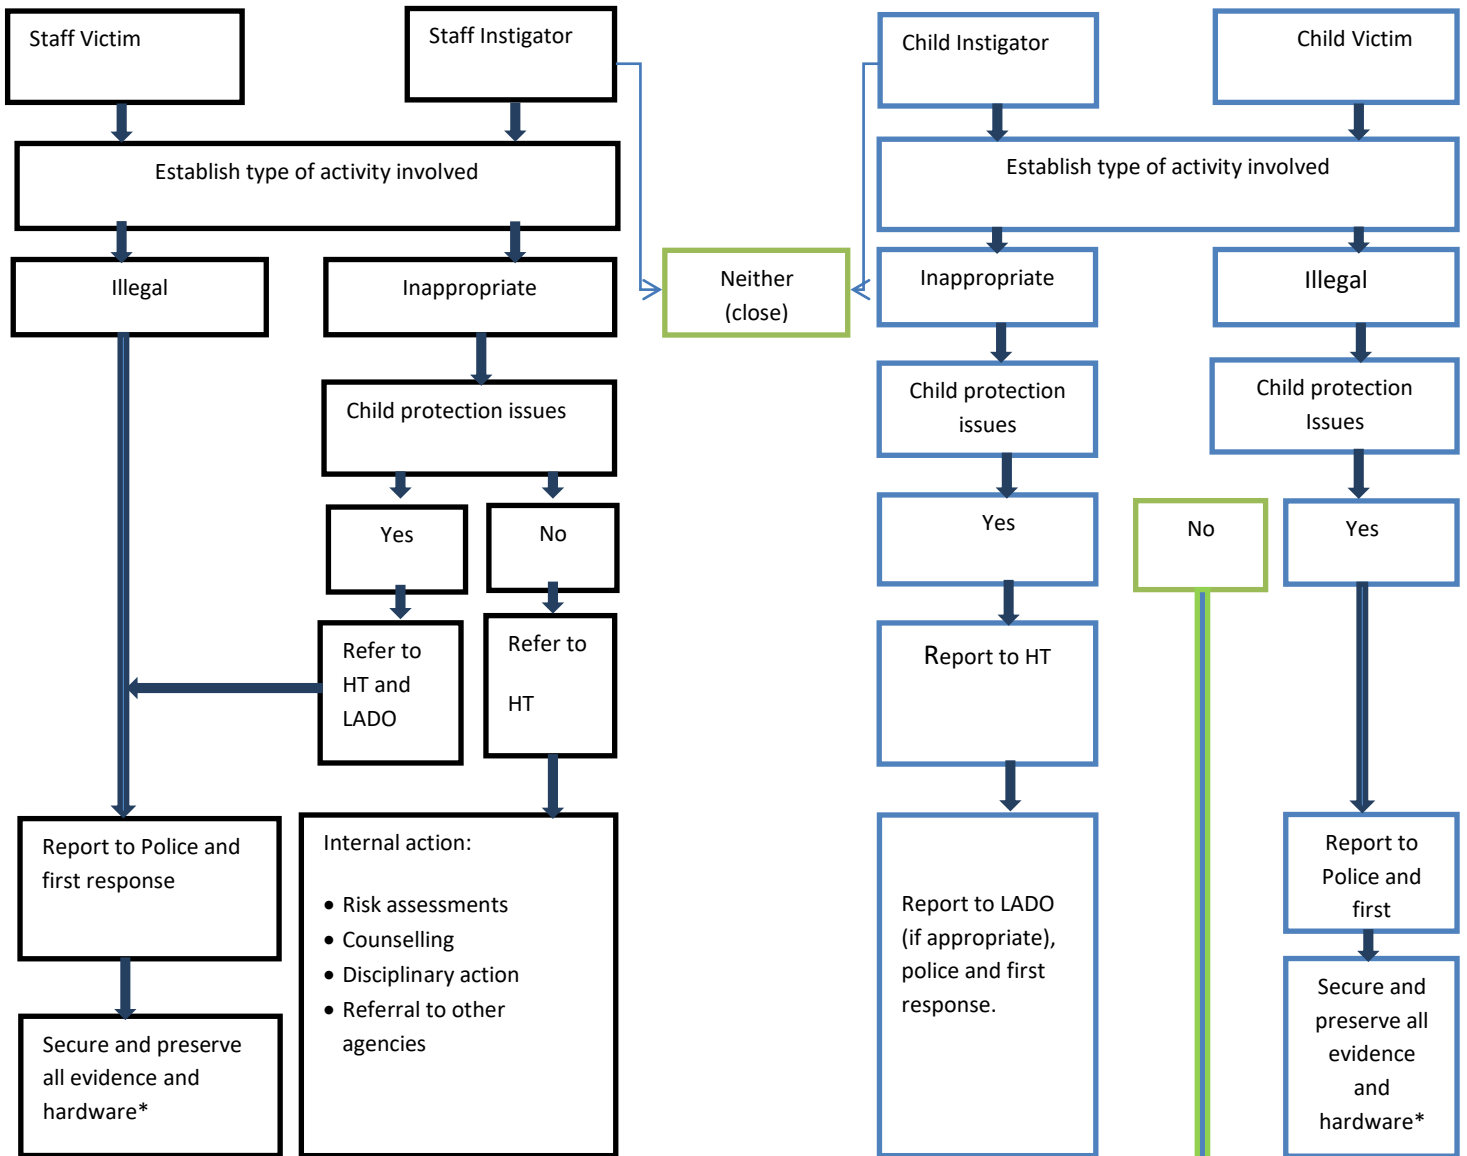 Staff Victim
Staff Instigator
Child Instigator
Child Victim
Establish type of activity involved
Establish type of activity involved
Illegal
Inappropriate
Neither
(close)
Inappropriate
Illegal
Child protection issues
Child protection
issues
Child protection
Issues
Yes
No
Yes
No
Yes
Refer to
HT and
LADO
Refer to
HT
Report to HT
Report to Police and
first response
Internal action:
• Risk assessments
• Counselling
• Disciplinary action
• Referral to other
agencies
Report to LADO
(if appropriate),
police and first
response.
Report to
Police and
first
Secure and preserve
all evidence and
hardware*
Secure and
preserve all
evidence
and
hardware*